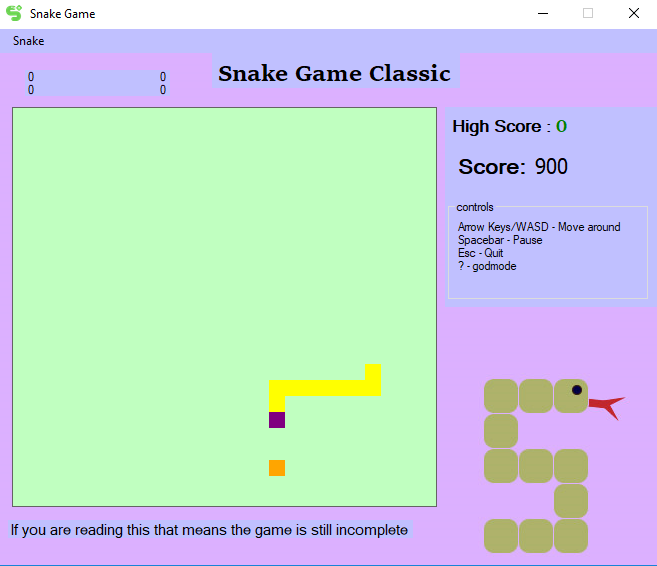 Snake Game
Snake
0 0
0 0
Snake Game Classic
High Score : 0
Score: 900
controls
Arrow Keys/WASD - Move around
Spacebar - Pause
Esc - Quit
? - godmode
If you are reading this that means the game is still incomplete